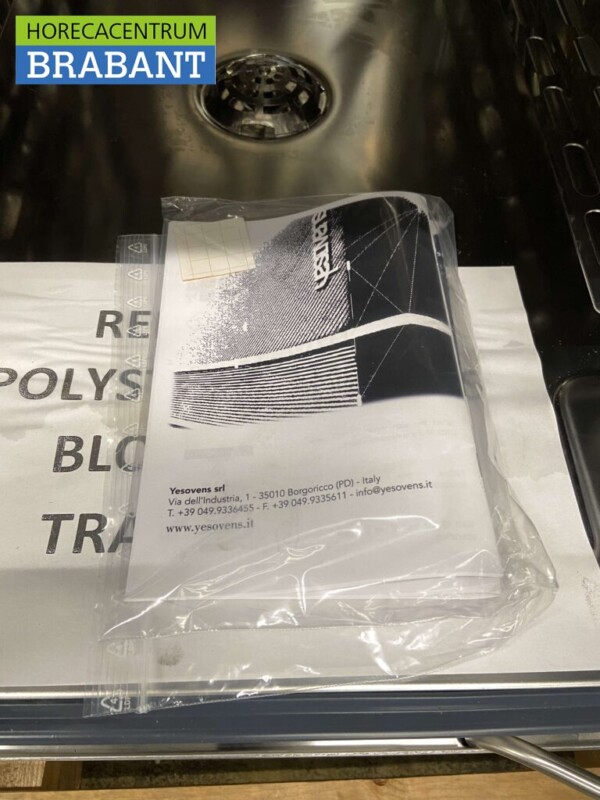 HORECACENTRUM
BRABANT
yesovens
RE
POLYS
BLO
TRA
Yesovens srl
Via dell'Industria, 1 - 35010 Borgoricco (PD) - Italy
T. +39 049.9336455 - F. +39 049.9335611 - info@yesovens.it
www.yesovens.it